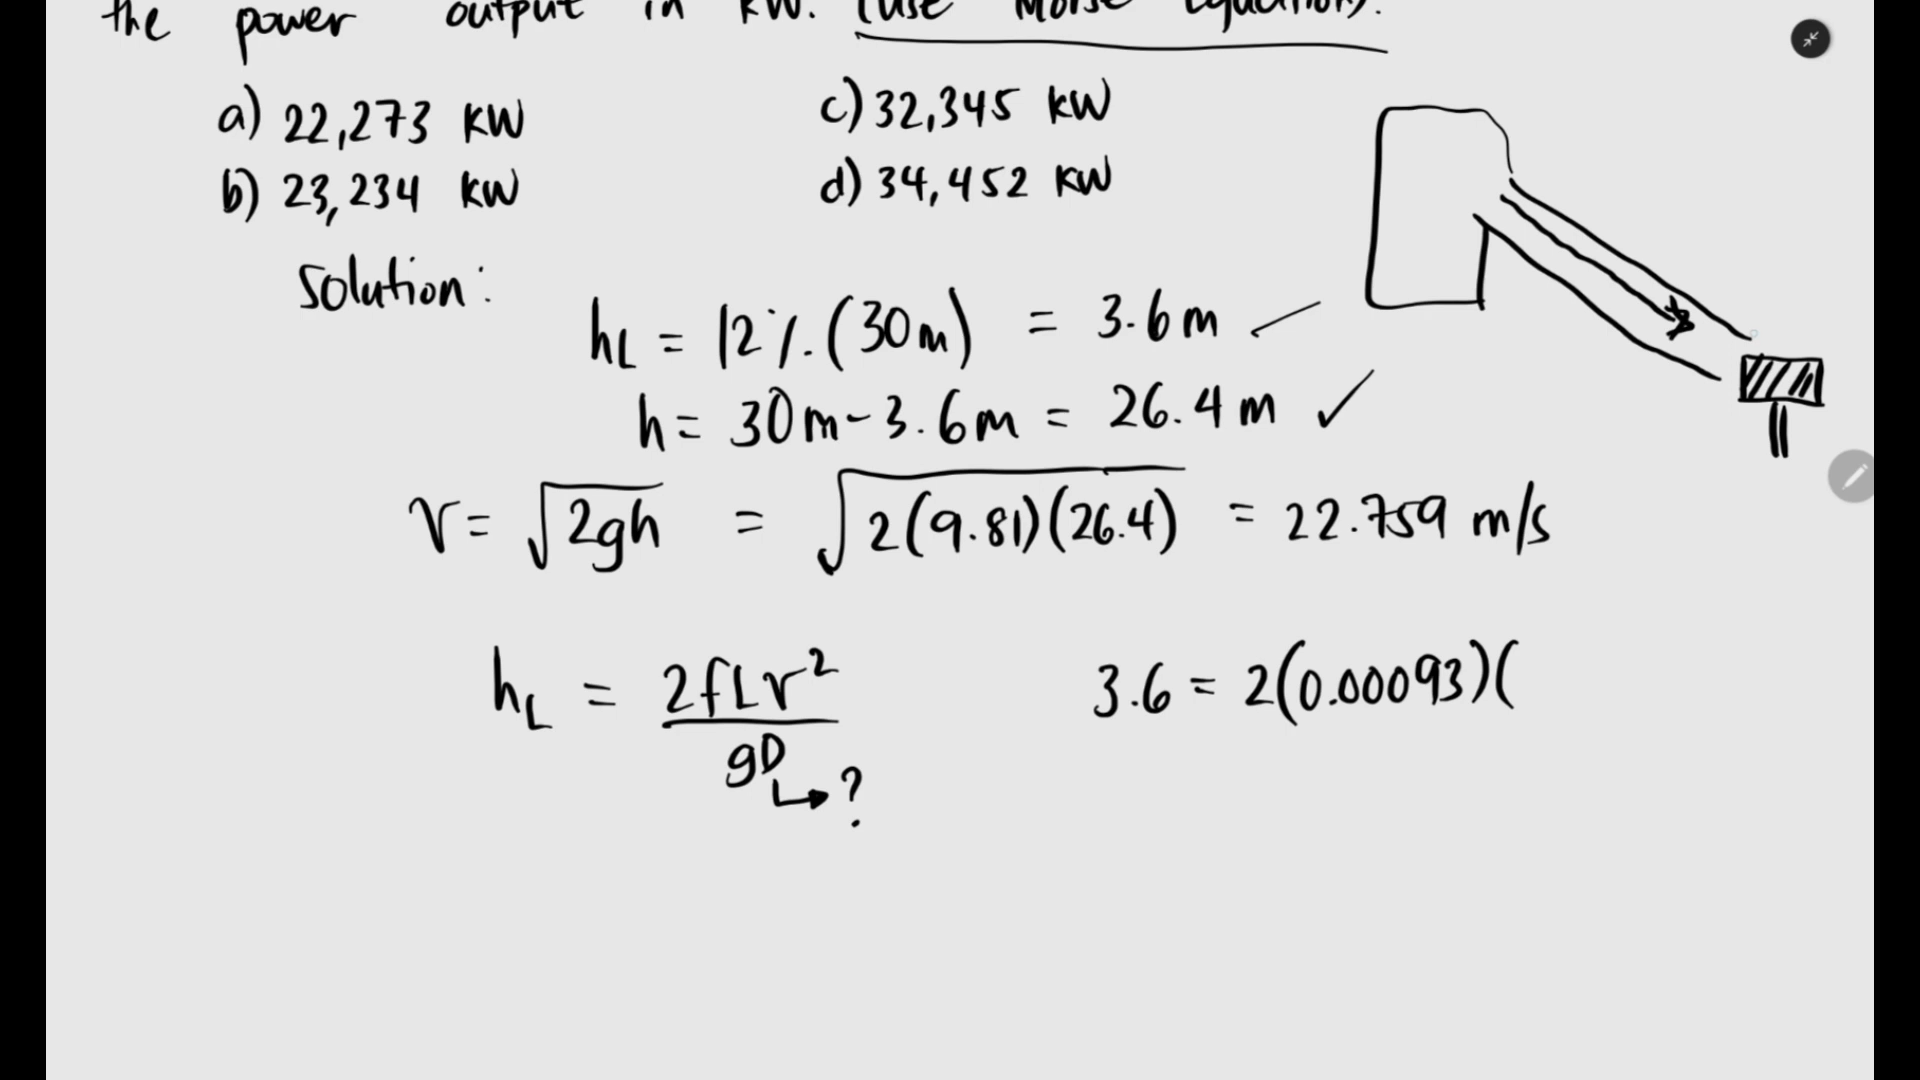 the power output in kW. (use Morse Equation).
a) 22,273 kW
b) 23,234 kW
c) 32,345 kW
d) 34,452 kW
Solution:
hL = 12%(30m) = 3.6m
h = 30m - 3.6m = 26.4m ✓
v = √2gh = √2(9.81)(26.4) = 22.759 m/s
hL = 2fLv²/gD
↳ ?
3.6 = 2(0.00093)(